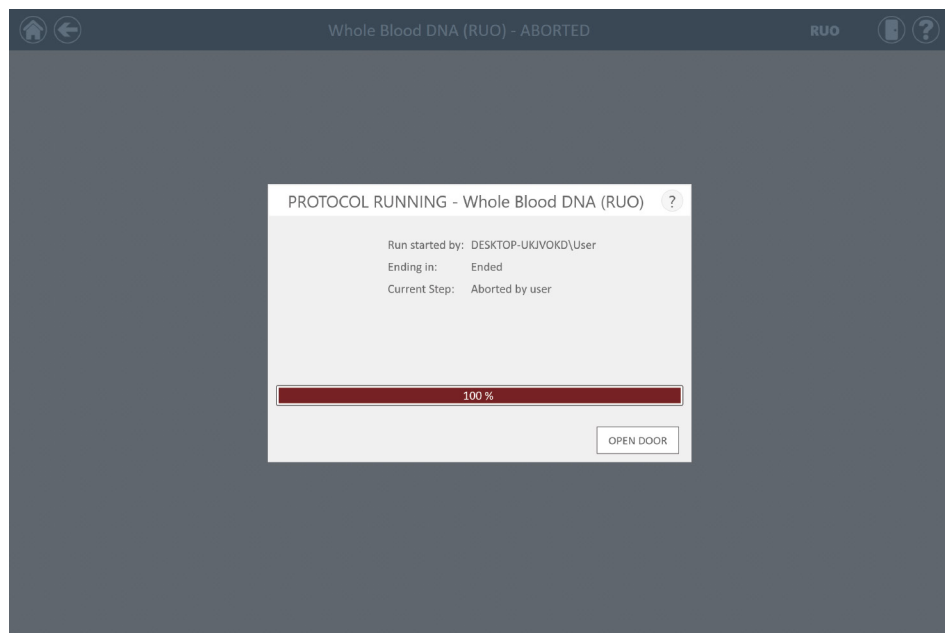 Whole Blood DNA (RUO) - ABORTED
RUO
?
PROTOCOL RUNNING - Whole Blood DNA (RUO)
?
Run started by: DESKTOP-UKJVOKD\User
Ending in: Ended
Current Step: Aborted by user
100 %
OPEN DOOR